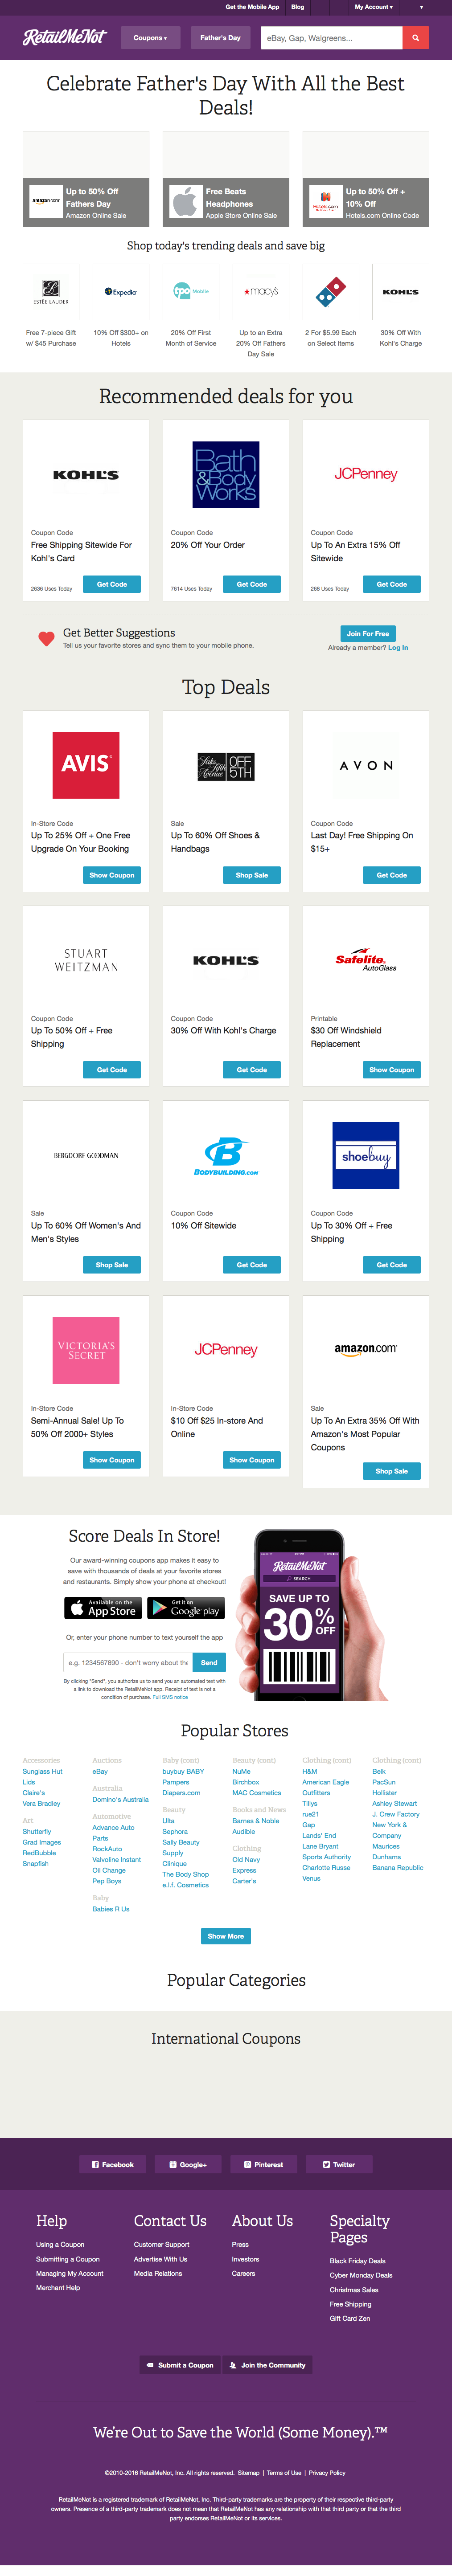 Get the Mobile App
Blog
My Account ▾
▾
RetailMeNot
Coupons ▾
Father's Day
eBay, Gap, Walgreens...
Celebrate Father's Day With All the Best
Deals!
amazon.com
Up to 50% Off
Fathers Day
Amazon Online Sale
Free Beats
Headphones
Apple Store Online Sale
Hotels.com
Up to 50% Off +
10% Off
Hotels.com Online Code
Shop today's trending deals and save big
ESTĒE LAUDER
Expedia
rpo Mobile
★macy's
KOHL'S
Free 7-piece Gift
w/ $45 Purchase
10% Off $300+ on
Hotels
20% Off First
Month of Service
Up to an Extra
20% Off Fathers
Day Sale
2 For $5.99 Each
on Select Items
30% Off With
Kohl's Charge
Recommended deals for you
KOHL'S
Coupon Code
Free Shipping Sitewide For
Kohl's Card
2636 Uses Today
Get Code
Bath
& Body
Works
Coupon Code
20% Off Your Order
7614 Uses Today
Get Code
JCPenney
Coupon Code
Up To An Extra 15% Off
Sitewide
268 Uses Today
Get Code
Get Better Suggestions
Tell us your favorite stores and sync them to your mobile phone.
Join For Free
Already a member? Log In
Top Deals
AVIS
In-Store Code
Up To 25% Off + One Free
Upgrade On Your Booking
Show Coupon
Saks Fifth Avenue OFF 5TH
Sale
Up To 60% Off Shoes &
Handbags
Shop Sale
AVON
Coupon Code
Last Day! Free Shipping On
$15+
Get Code
STUART
WEITZMAN
Coupon Code
Up To 50% Off + Free
Shipping
Get Code
KOHL'S
Coupon Code
30% Off With Kohl's Charge
Get Code
Safelite.
AutoGlass
Printable
$30 Off Windshield
Replacement
Show Coupon
BERGDORF GOODMAN
Sale
Up To 60% Off Women's And
Men's Styles
Shop Sale
B
BODYBUILDING.com
Coupon Code
10% Off Sitewide
Get Code
shoebuy
Coupon Code
Up To 30% Off + Free
Shipping
Get Code
VICTORIA'S
SECRET
In-Store Code
Semi-Annual Sale! Up To
50% Off 2000+ Styles
Show Coupon
JCPenney
In-Store Code
$10 Off $25 In-store And
Online
Show Coupon
amazon.com
Sale
Up To An Extra 35% Off With
Amazon's Most Popular
Coupons
Shop Sale
Score Deals In Store!
Our award-winning coupons app makes it easy to
save with thousands of deals at your favorite stores
and restaurants. Simply show your phone at checkout!
Available on the
App Store
Get it on
Google play
Or, enter your phone number to text yourself the app
e.g. 1234567890 - don't worry about the
Send
By clicking "Send", you authorize us to send you an automated text with
a link to download the RetailMeNot app. Receipt of text is not a
condition of purchase. Full SMS notice
RetailMeNot
SEARCH
SAVE UP TO
30% OFF
Popular Stores
Accessories
Sunglass Hut
Lids
Claire's
Vera Bradley
Art
Shutterfly
Grad Images
RedBubble
Snapfish
Auctions
eBay
Australia
Domino's Australia
Automotive
Advance Auto
Parts
RockAuto
Valvoline Instant
Oil Change
Pep Boys
Baby
Babies R Us
Baby (cont)
buybuy BABY
Pampers
Diapers.com
Beauty
Ulta
Sephora
Sally Beauty
Supply
Clinique
The Body Shop
e.l.f. Cosmetics
Beauty (cont)
NuMe
Birchbox
MAC Cosmetics
Books and News
Barnes & Noble
Audible
Clothing
Old Navy
Express
Carter's
Clothing (cont)
H&M
American Eagle
Outfitters
Tillys
rue21
Gap
Lands' End
Lane Bryant
Sports Authority
Charlotte Russe
Venus
Clothing (cont)
Belk
PacSun
Hollister
Ashley Stewart
J. Crew Factory
New York &
Company
Maurices
Dunhams
Banana Republic
Show More
Popular Categories
International Coupons
Facebook
Google+
Pinterest
Twitter
Help
Using a Coupon
Submitting a Coupon
Managing My Account
Merchant Help
Contact Us
Customer Support
Advertise With Us
Media Relations
About Us
Press
Investors
Careers
Specialty
Pages
Black Friday Deals
Cyber Monday Deals
Christmas Sales
Free Shipping
Gift Card Zen
Submit a Coupon
Join the Community
We're Out to Save the World (Some Money).™
©2010-2016 RetailMeNot, Inc. All rights reserved. Sitemap | Terms of Use | Privacy Policy
RetailMeNot is a registered trademark of RetailMeNot, Inc. Third-party trademarks are the property of their respective third-party
owners. Presence of a third-party trademark does not mean that RetailMeNot has any relationship with that third party or that the third
party endorses RetailMeNot or its services.